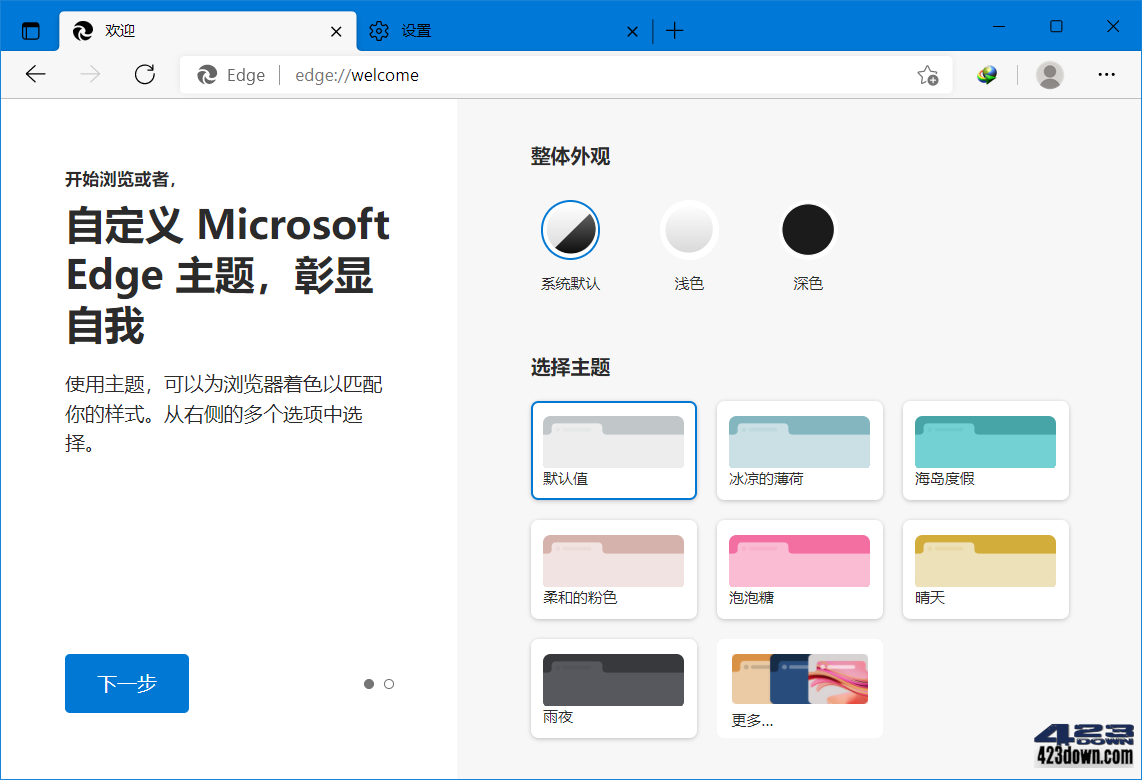 欢迎
设置
Edge
edge://welcome
开始浏览或者，
自定义 Microsoft
Edge 主题，彰显
自我
使用主题，可以为浏览器着色以匹配
你的样式。从右侧的多个选项中选
择。
下一步
整体外观
系统默认
浅色
深色
选择主题
默认值
冰凉的薄荷
海岛度假
柔和的粉色
泡泡糖
晴天
雨夜
更多...
423
DOWN
423down.com